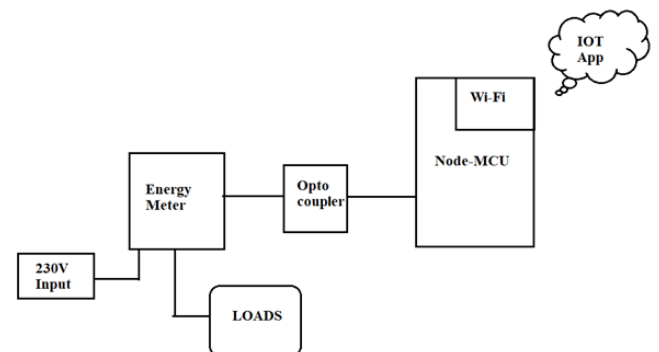 IOT
App
Wi-Fi
Node-MCU
Energy
Meter
Opto
coupler
230V
Input
LOADS